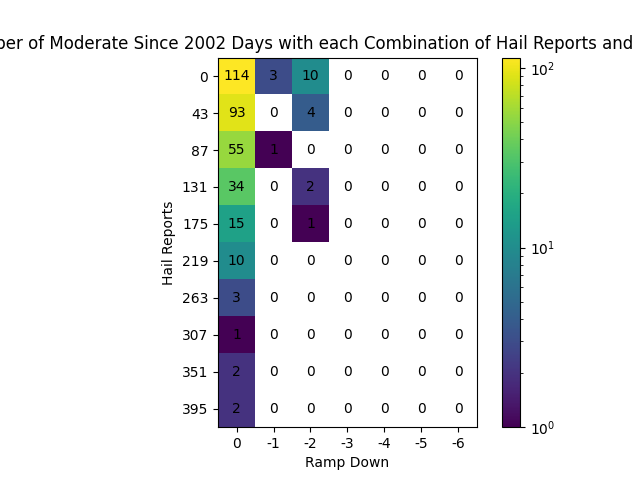 of Moderate Since 2002 Days with each Combination of Hail Reports and
0 114 3 10 0 0 0 0
43 93 0 4 0 0 0 0
87 55 1 0 0 0 0 0
131 34 0 2 0 0 0 0
175 15 0 1 0 0 0 0
219 10 0 0 0 0 0 0
263 3 0 0 0 0 0 0
307 1 0 0 0 0 0 0
351 2 0 0 0 0 0 0
395 2 0 0 0 0 0 0
0 -1 -2 -3 -4 -5 -6
Ramp Down
Hail Reports
10²
10¹
10⁰